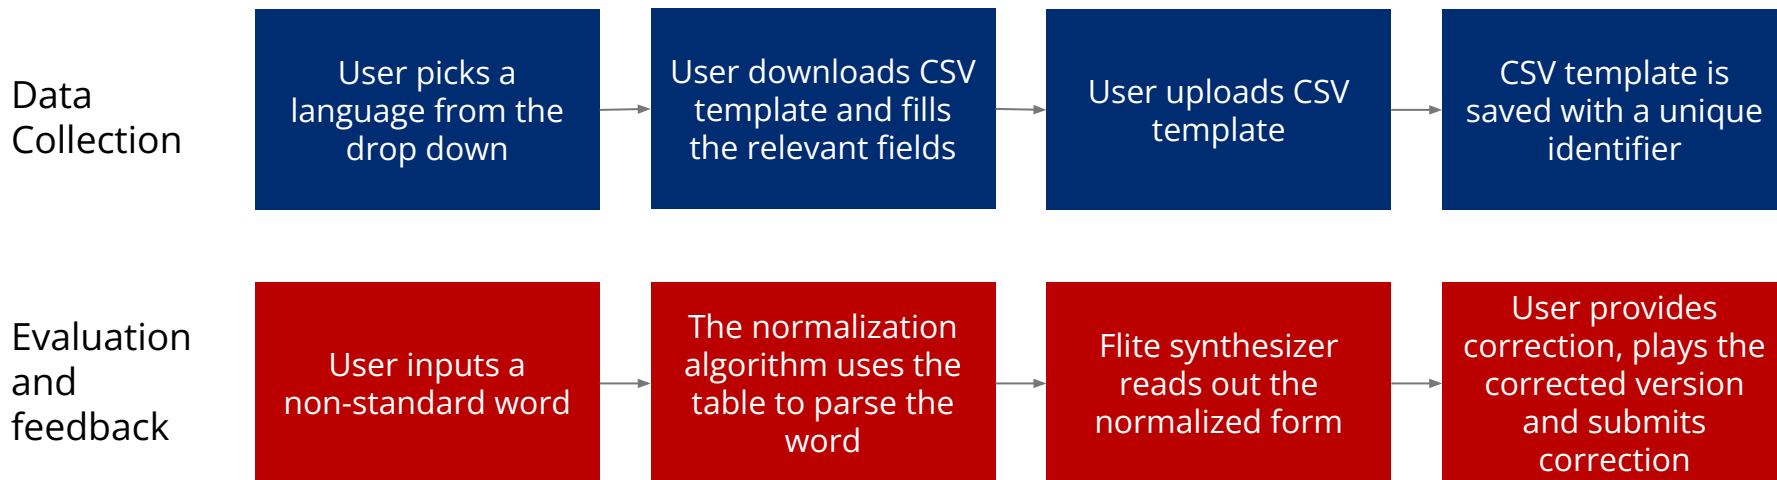 Data
Collection
User picks a
language from the
drop down
User downloads CSV
template and fills
the relevant fields
User uploads CSV
template
CSV template is
saved with a unique
identifier
Evaluation
and
feedback
User inputs a
non-standard word
The normalization
algorithm uses the
table to parse the
word
Flite synthesizer
reads out the
normalized form
User provides
correction, plays the
corrected version
and submits
correction